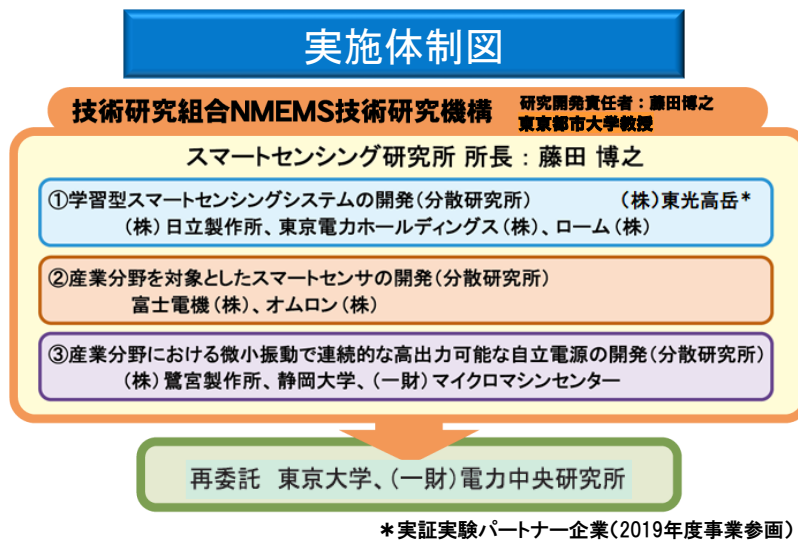 実施体制図
技術研究組合NMEMS技術研究機構
研究開発責任者：藤田博之
東京都市大学教授
スマートセンシング研究所 所長：藤田 博之
①学習型スマートセンシングシステムの開発(分散研究所) (株)東光高岳*
(株)日立製作所、東京電力ホールディングス(株)、ローム(株)
②産業分野を対象としたスマートセンサの開発(分散研究所)
富士電機(株)、オムロン(株)
③産業分野における微小振動で連続的な高出力可能な自立電源の開発(分散研究所)
(株)鷺宮製作所、静岡大学、(一財)マイクロマシンセンター
再委託 東京大学、(一財)電力中央研究所
*実証実験パートナー企業(2019年度事業参画)